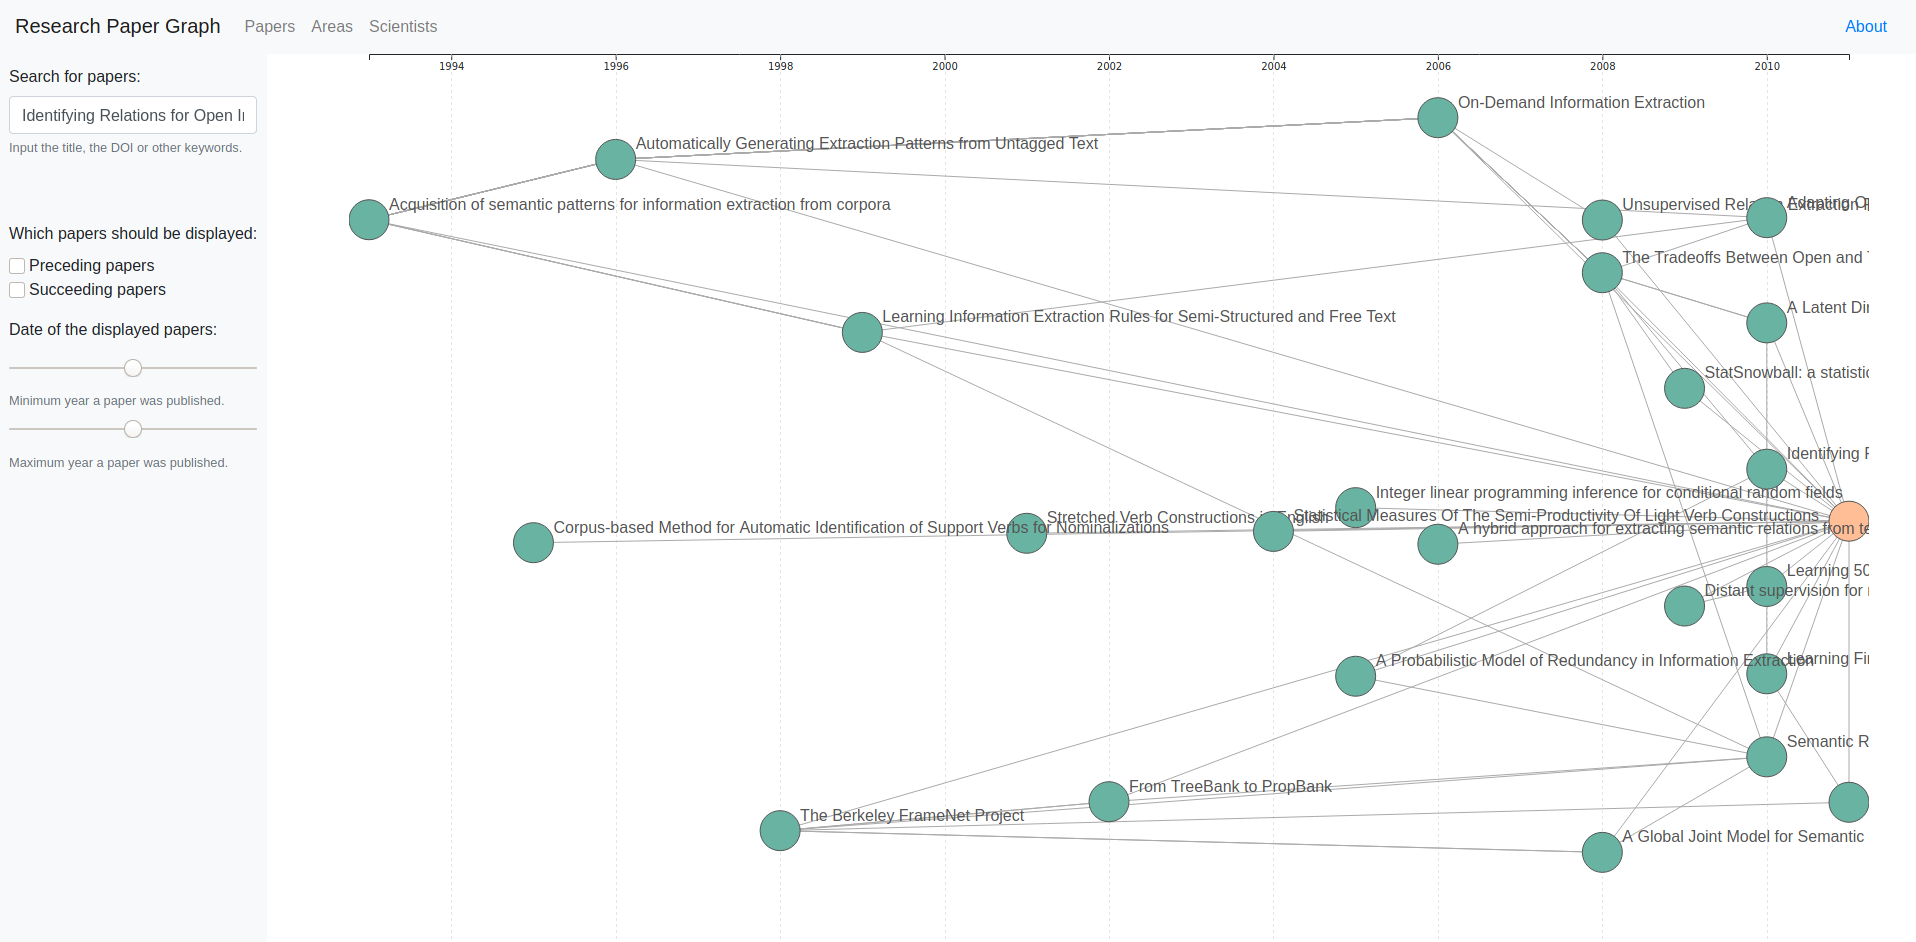 Research Paper Graph Papers Areas Scientists About
Search for papers:
Identifying Relations for Open I
Input the title, the DOI or other keywords.
Which papers should be displayed:
Preceding papers
Succeeding papers
Date of the displayed papers:
Minimum year a paper was published.
Maximum year a paper was published.
1994 1996 1998 2000 2002 2004 2006 2008 2010
On-Demand Information Extraction
Automatically Generating Extraction Patterns from Untagged Text
Acquisition of semantic patterns for information extraction from corpora
Unsupervised Relation Extraction
Adapting O
The Tradeoffs Between Open and
A Latent Dir
Learning Information Extraction Rules for Semi-Structured and Free Text
StatSnowball: a statistic
Identifying
Integer linear programming inference for conditional random fields
Stretched Verb Constructions in English
Statistical Measures Of The Semi-Productivity Of Light Verb Constructions
Corpus-based Method for Automatic Identification of Support Verbs for Nominalizations
A hybrid approach for extracting semantic relations from te
Learning 50
Distant supervision for
A Probabilistic Model of Redundancy in Information Extraction
Learning Fi
Semantic R
From TreeBank to PropBank
The Berkeley FrameNet Project
A Global Joint Model for Semantic